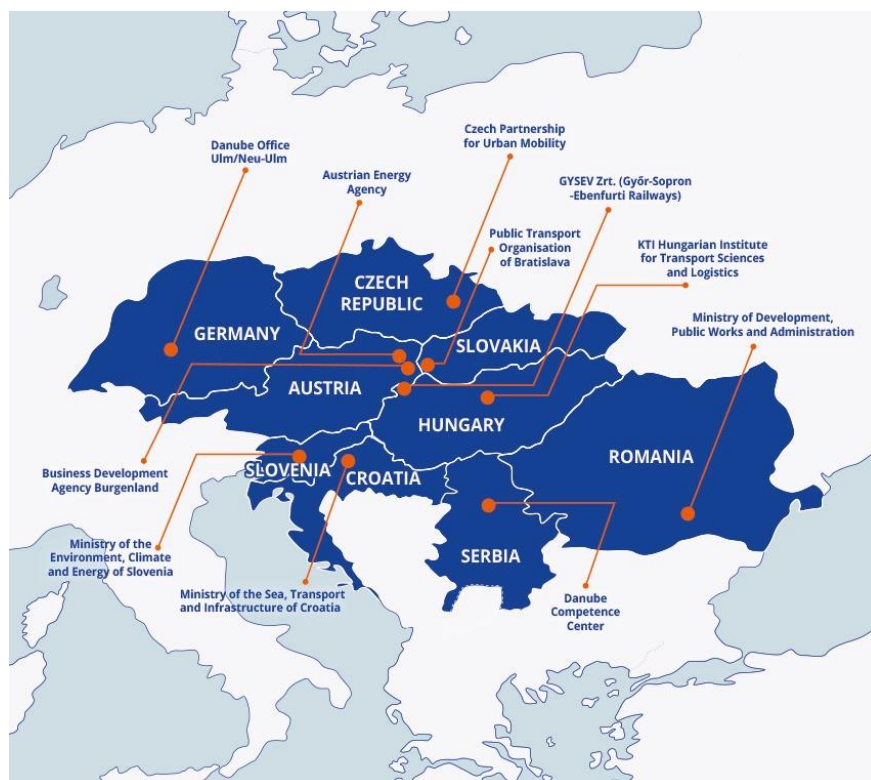 Danube Office
Ulm/Neu-Ulm
Austrian Energy
Agency
Czech Partnership
for Urban Mobility
GYSEV Zrt. (Győr-Sopron
-Ebenfurti Railways)
Public Transport
Organisation
of Bratislava
KTI Hungarian Institute
for Transport Sciences
and Logistics
Ministry of Development,
Public Works and Administration
CZECH
REPUBLIC
GERMANY
SLOVAKIA
AUSTRIA
HUNGARY
ROMANIA
SLOVENIA
CROATIA
SERBIA
Business Development
Agency Burgenland
Ministry of the
Environment, Climate
and Energy of Slovenia
Ministry of the Sea, Transport
and Infrastructure of Croatia
Danube
Competence
Center